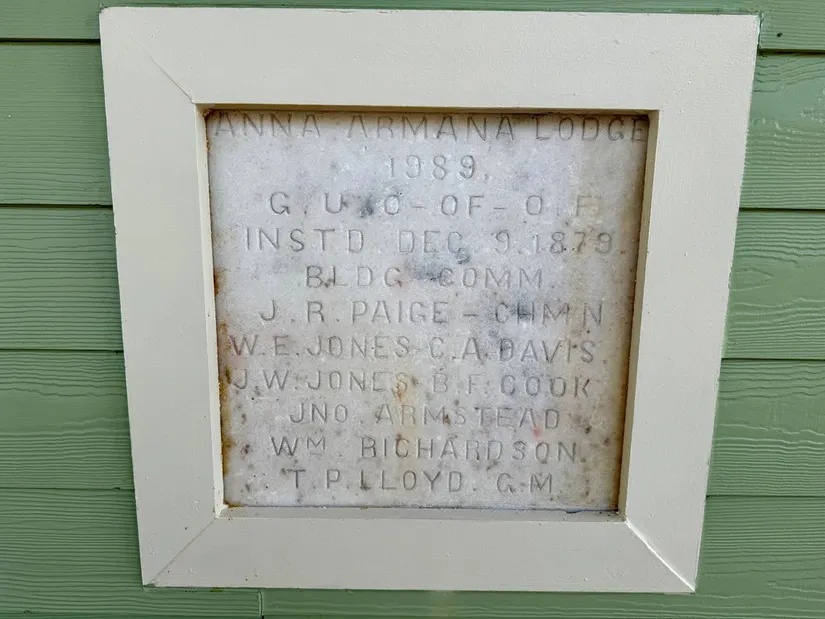 ANNA ARMANA LODGE
1989.
G. U. O-OF-O. F.
INST'D. DEC. 9. 1879.
BLDG. COMM.
J. R. PAIGE - CHM'N
W. E. JONES-C. A. DAVIS.
J. W. JONES. B. F. COOK
JNO. ARMSTEAD
WM. RICHARDSON.
T. P. LLOYD. G. M.